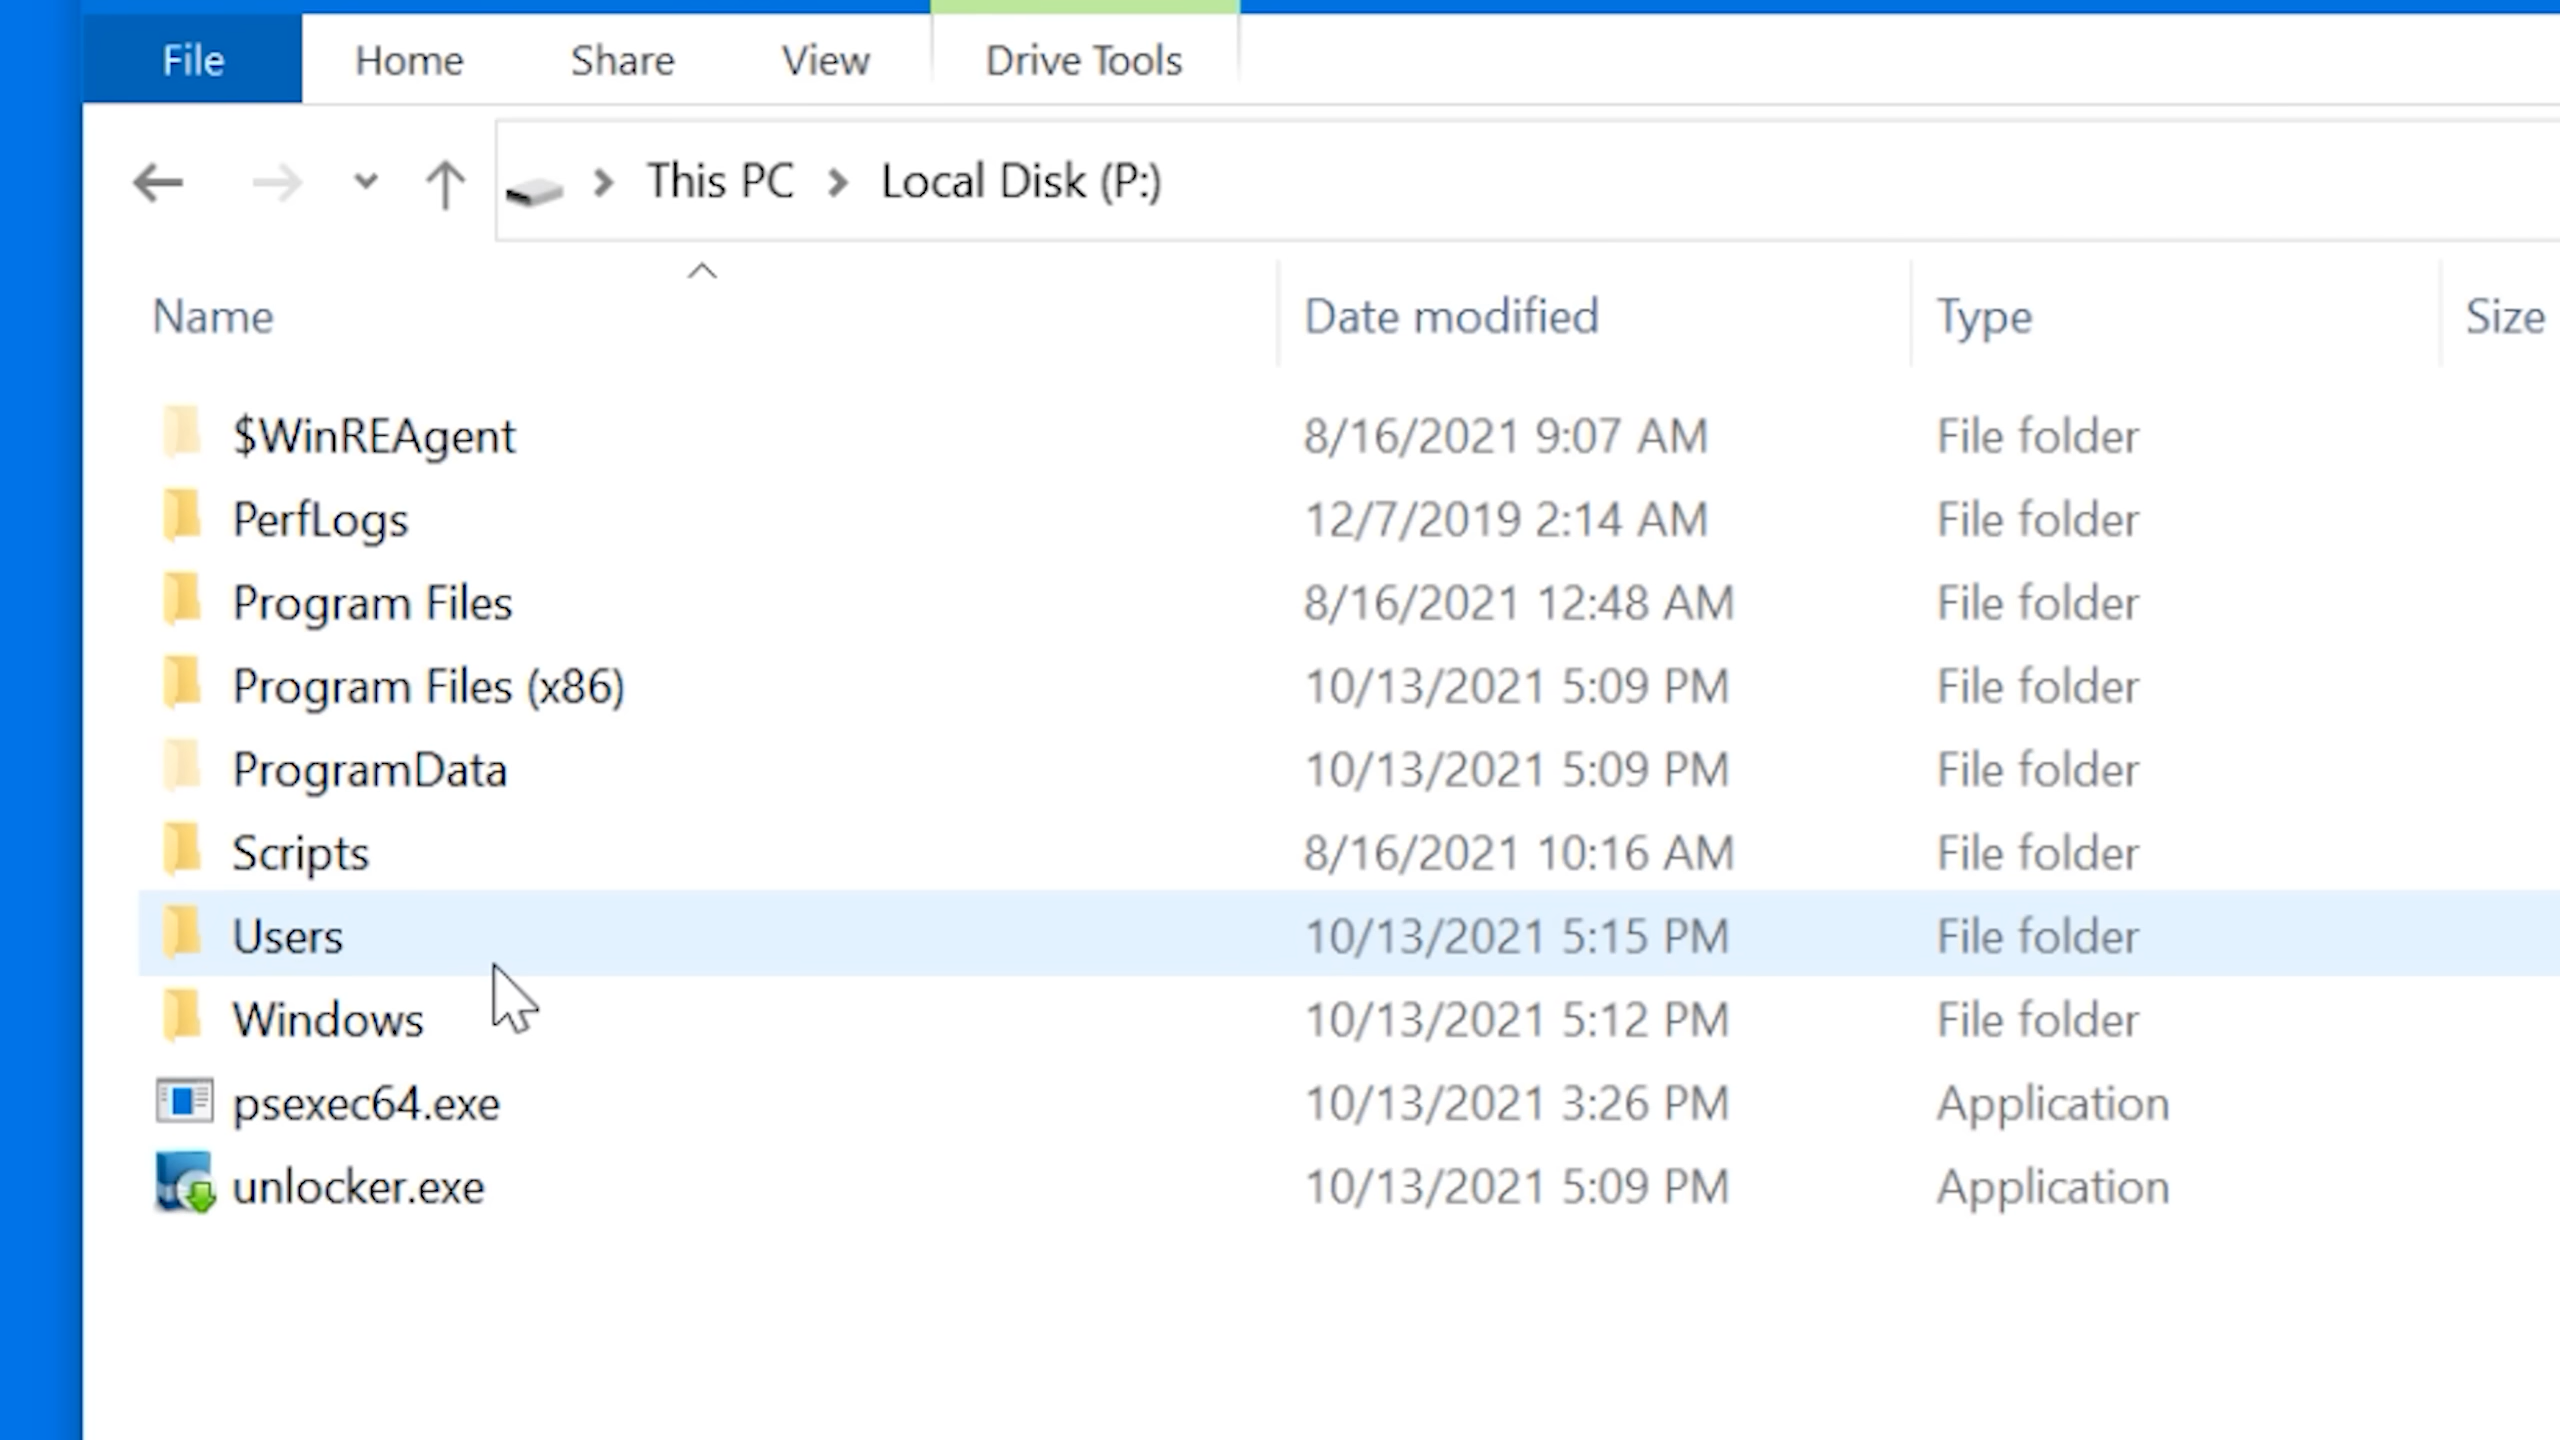 File Home Share View Drive Tools
This PC Local Disk (P:)
Name Date modified Type Size
$WinREAgent 8/16/2021 9:07 AM File folder
PerfLogs 12/7/2019 2:14 AM File folder
Program Files 8/16/2021 12:48 AM File folder
Program Files (x86) 10/13/2021 5:09 PM File folder
ProgramData 10/13/2021 5:09 PM File folder
Scripts 8/16/2021 10:16 AM File folder
Users 10/13/2021 5:15 PM File folder
Windows 10/13/2021 5:12 PM File folder
psexec64.exe 10/13/2021 3:26 PM Application
unlocker.exe 10/13/2021 5:09 PM Application